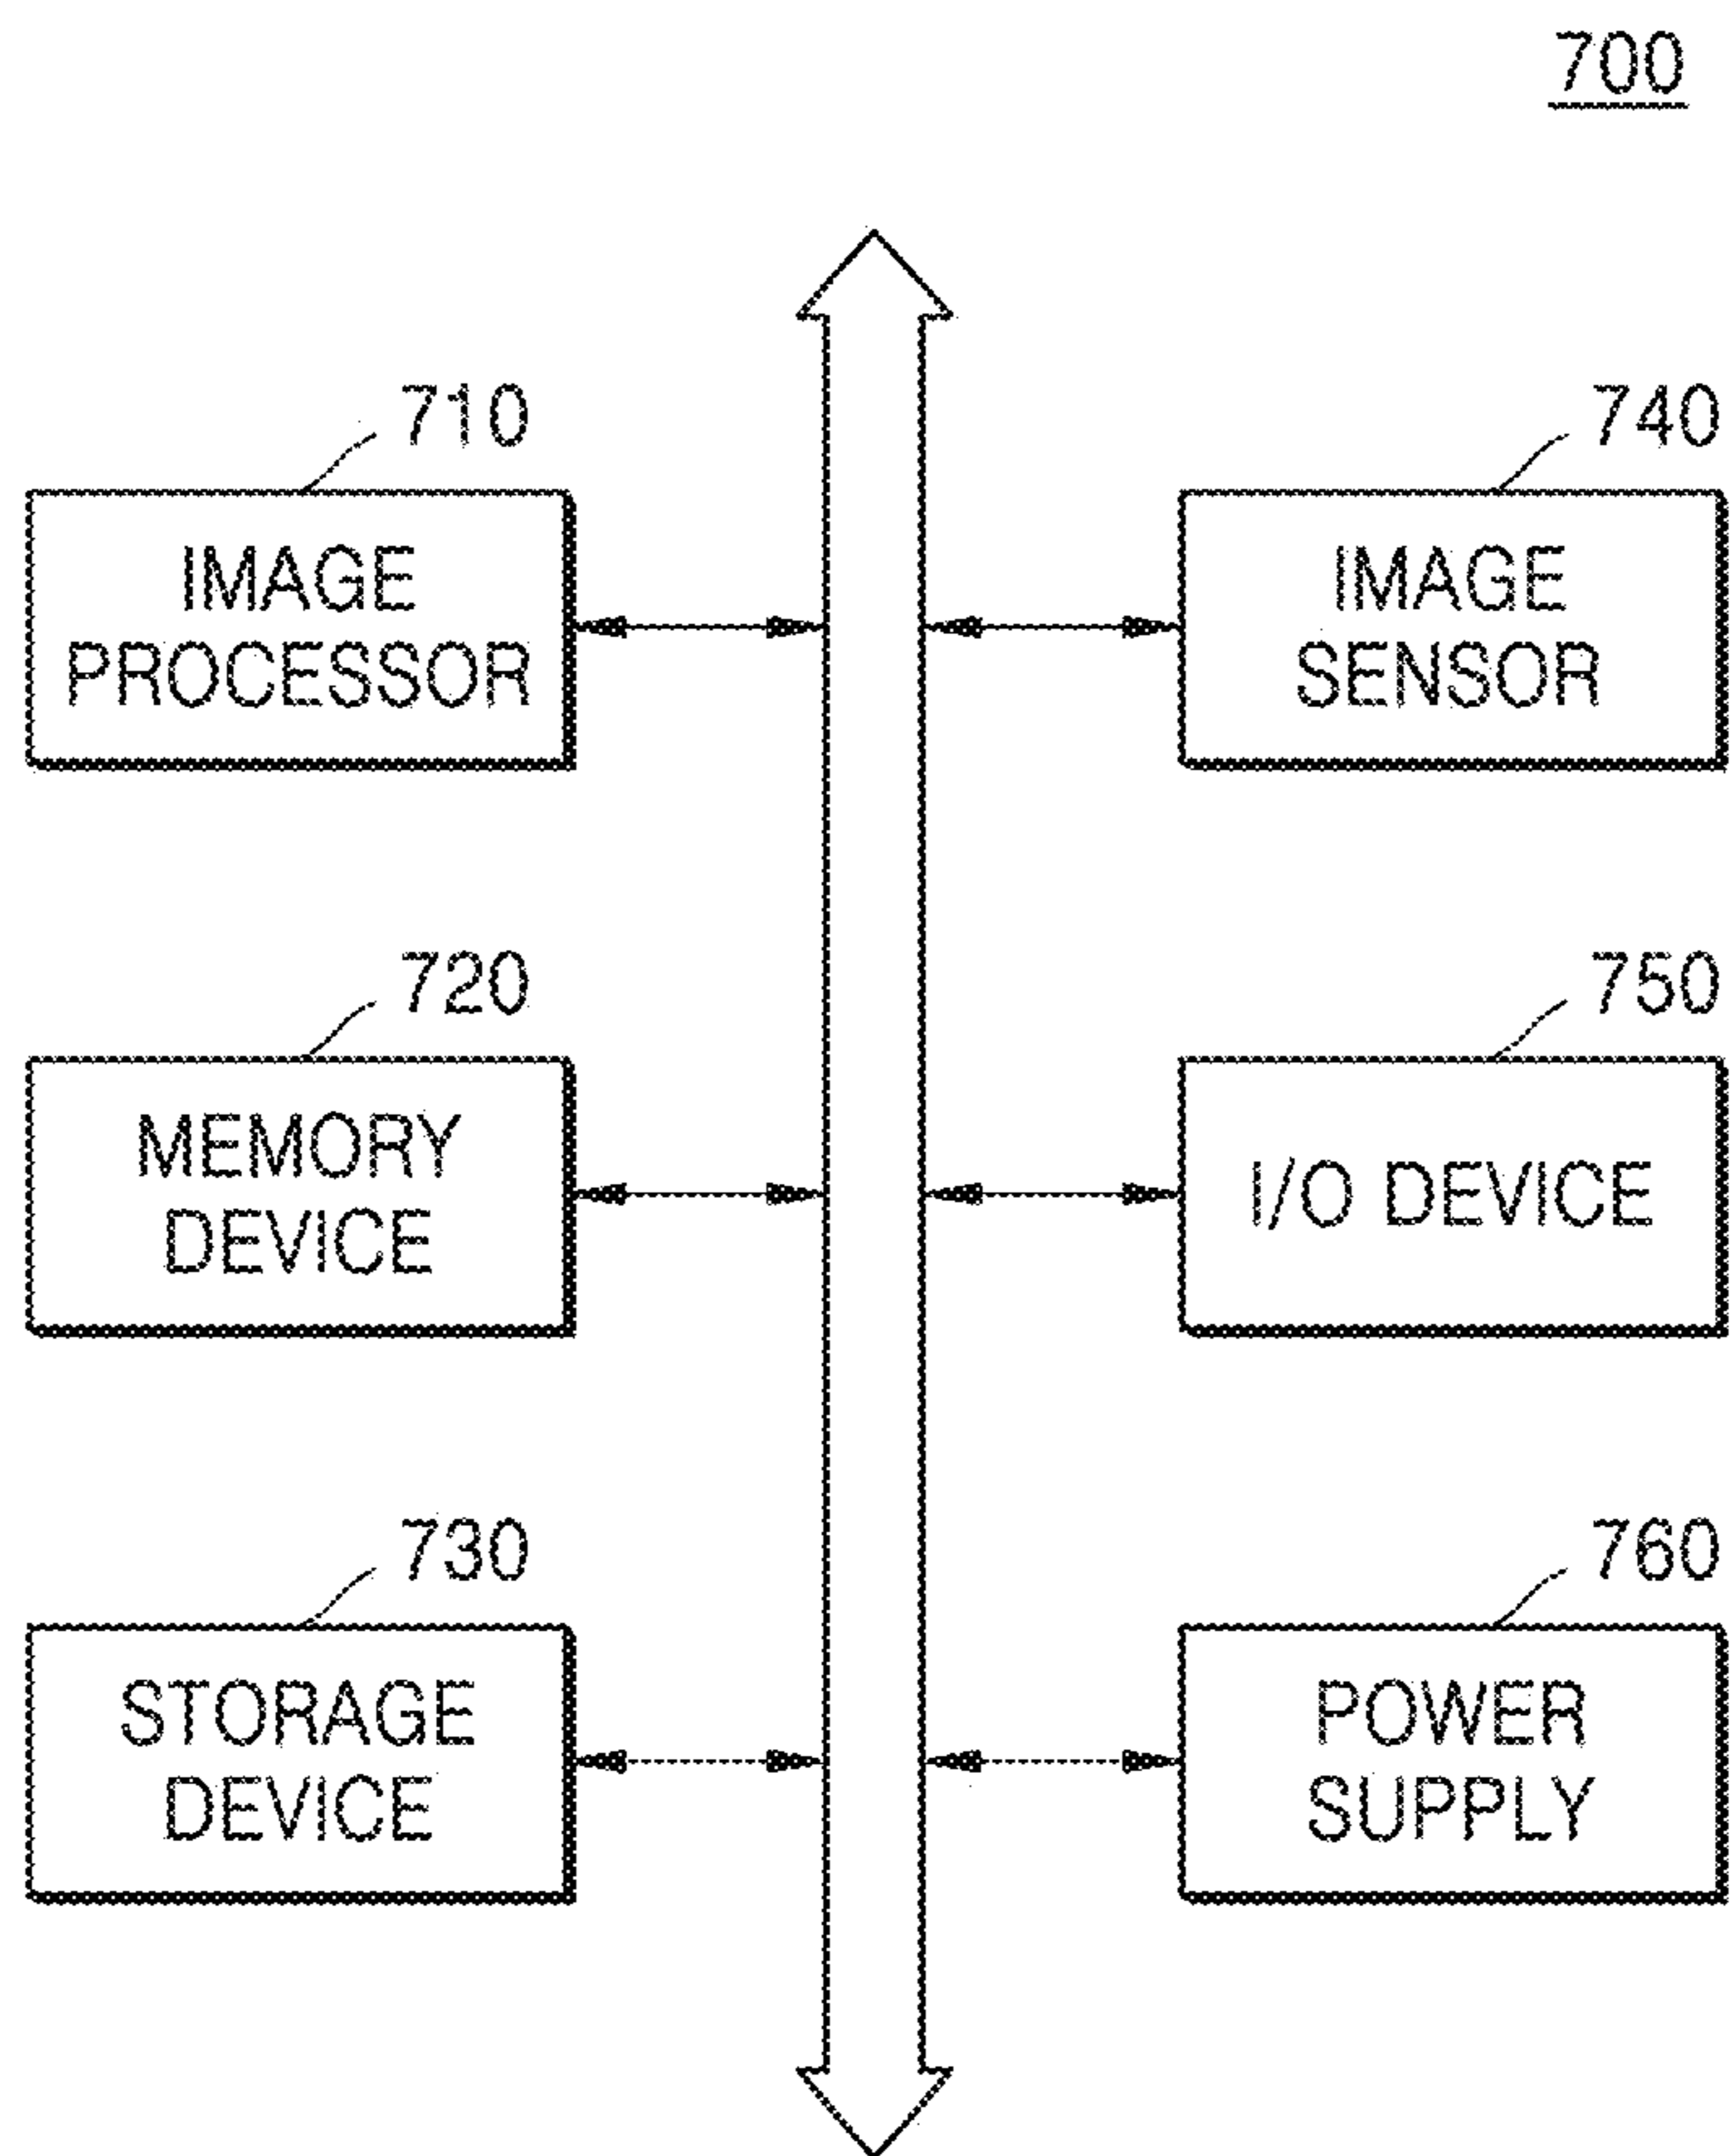 700
710
IMAGE
PROCESSOR
740
IMAGE
SENSOR
720
MEMORY
DEVICE
750
I/O DEVICE
730
STORAGE
DEVICE
760
POWER
SUPPLY